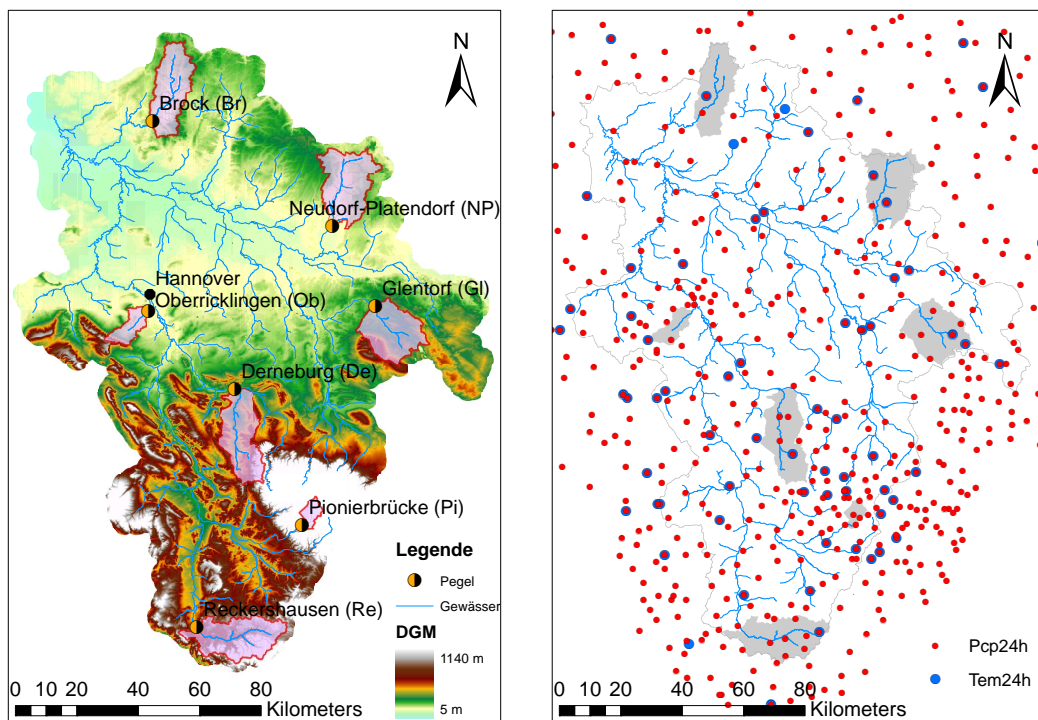 N
Brock (Br)
Neudorf-Platendorf (NP)
Hannover
Oberricklingen (Ob)
Glentorf (Gl)
Derneburg (De)
Pionierbrücke (Pi)
Reckershausen (Re)
Legende
Pegel
Gewässer
DGM
1140 m
5 m
0 10 20 40 60 80
Kilometers
N
Pcp24h
Tem24h
0 10 20 40 60 80
Kilometers